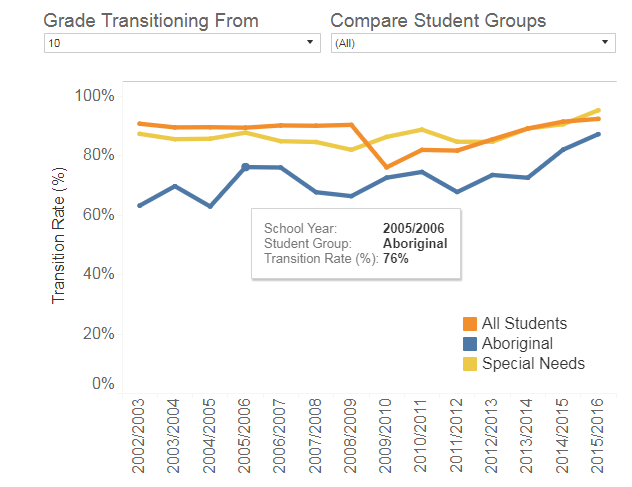 Grade Transitioning From
Compare Student Groups
10
(All)
Transition Rate (%)
100%
80%
60%
40%
20%
0%
School Year: 2005/2006
Student Group: Aboriginal
Transition Rate (%): 76%
All Students
Aboriginal
Special Needs
2002/2003
2003/2004
2004/2005
2005/2006
2006/2007
2007/2008
2008/2009
2009/2010
2010/2011
2011/2012
2012/2013
2013/2014
2014/2015
2015/2016